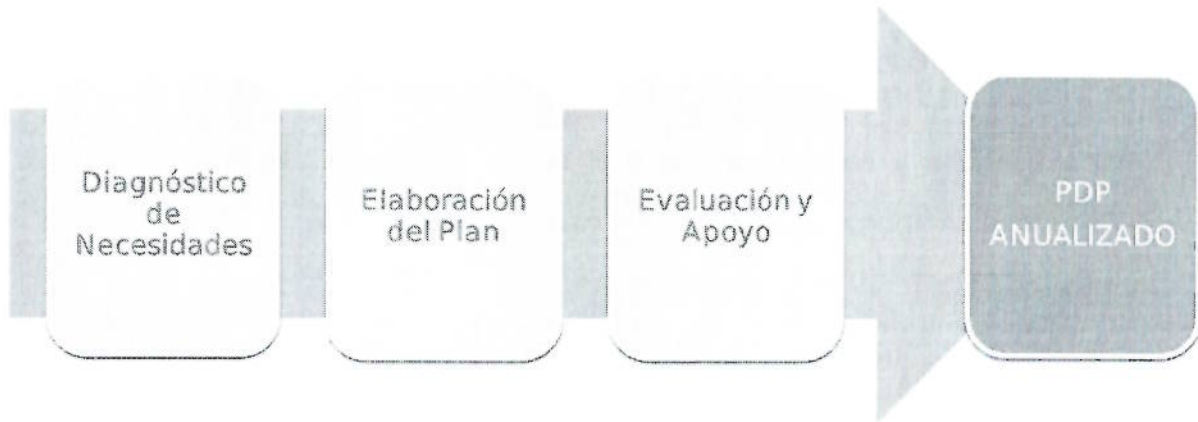 Diagnóstico
de
Necesidades
Elaboración
del Plan
Evaluación y
Apoyo
PDP
ANUALIZADO